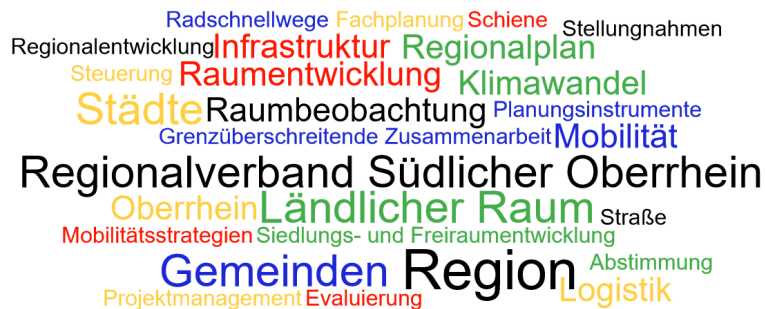 Radschnellwege Fachplanung Schiene Stellungnahmen
Regionalentwicklung Infrastruktur Regionalplan
Steuerung Raumentwicklung Klimawandel
Städte Raumbeobachtung Planungsinstrumente
Grenzüberschreitende Zusammenarbeit Mobilität
Regionalverband Südlicher Oberrhein
Oberrhein Ländlicher Raum Straße
Mobilitätsstrategien Siedlungs- und Freiraumentwicklung
Gemeinden Region Abstimmung
Projektmanagement Evaluierung Logistik